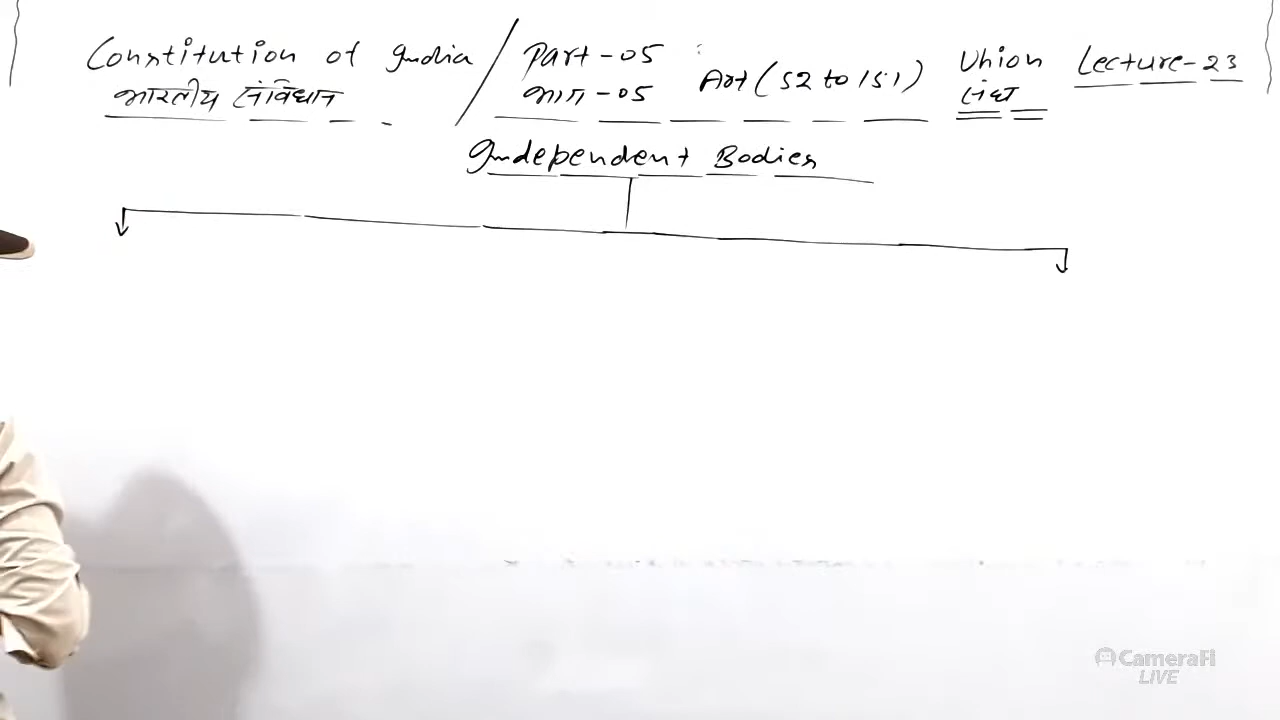 Constitution of India / Part-05 Art (52 to 151) Union Lecture-23
भारतीय संविधान भाग-05 संघ
Independent Bodies
CameraFi
LIVE